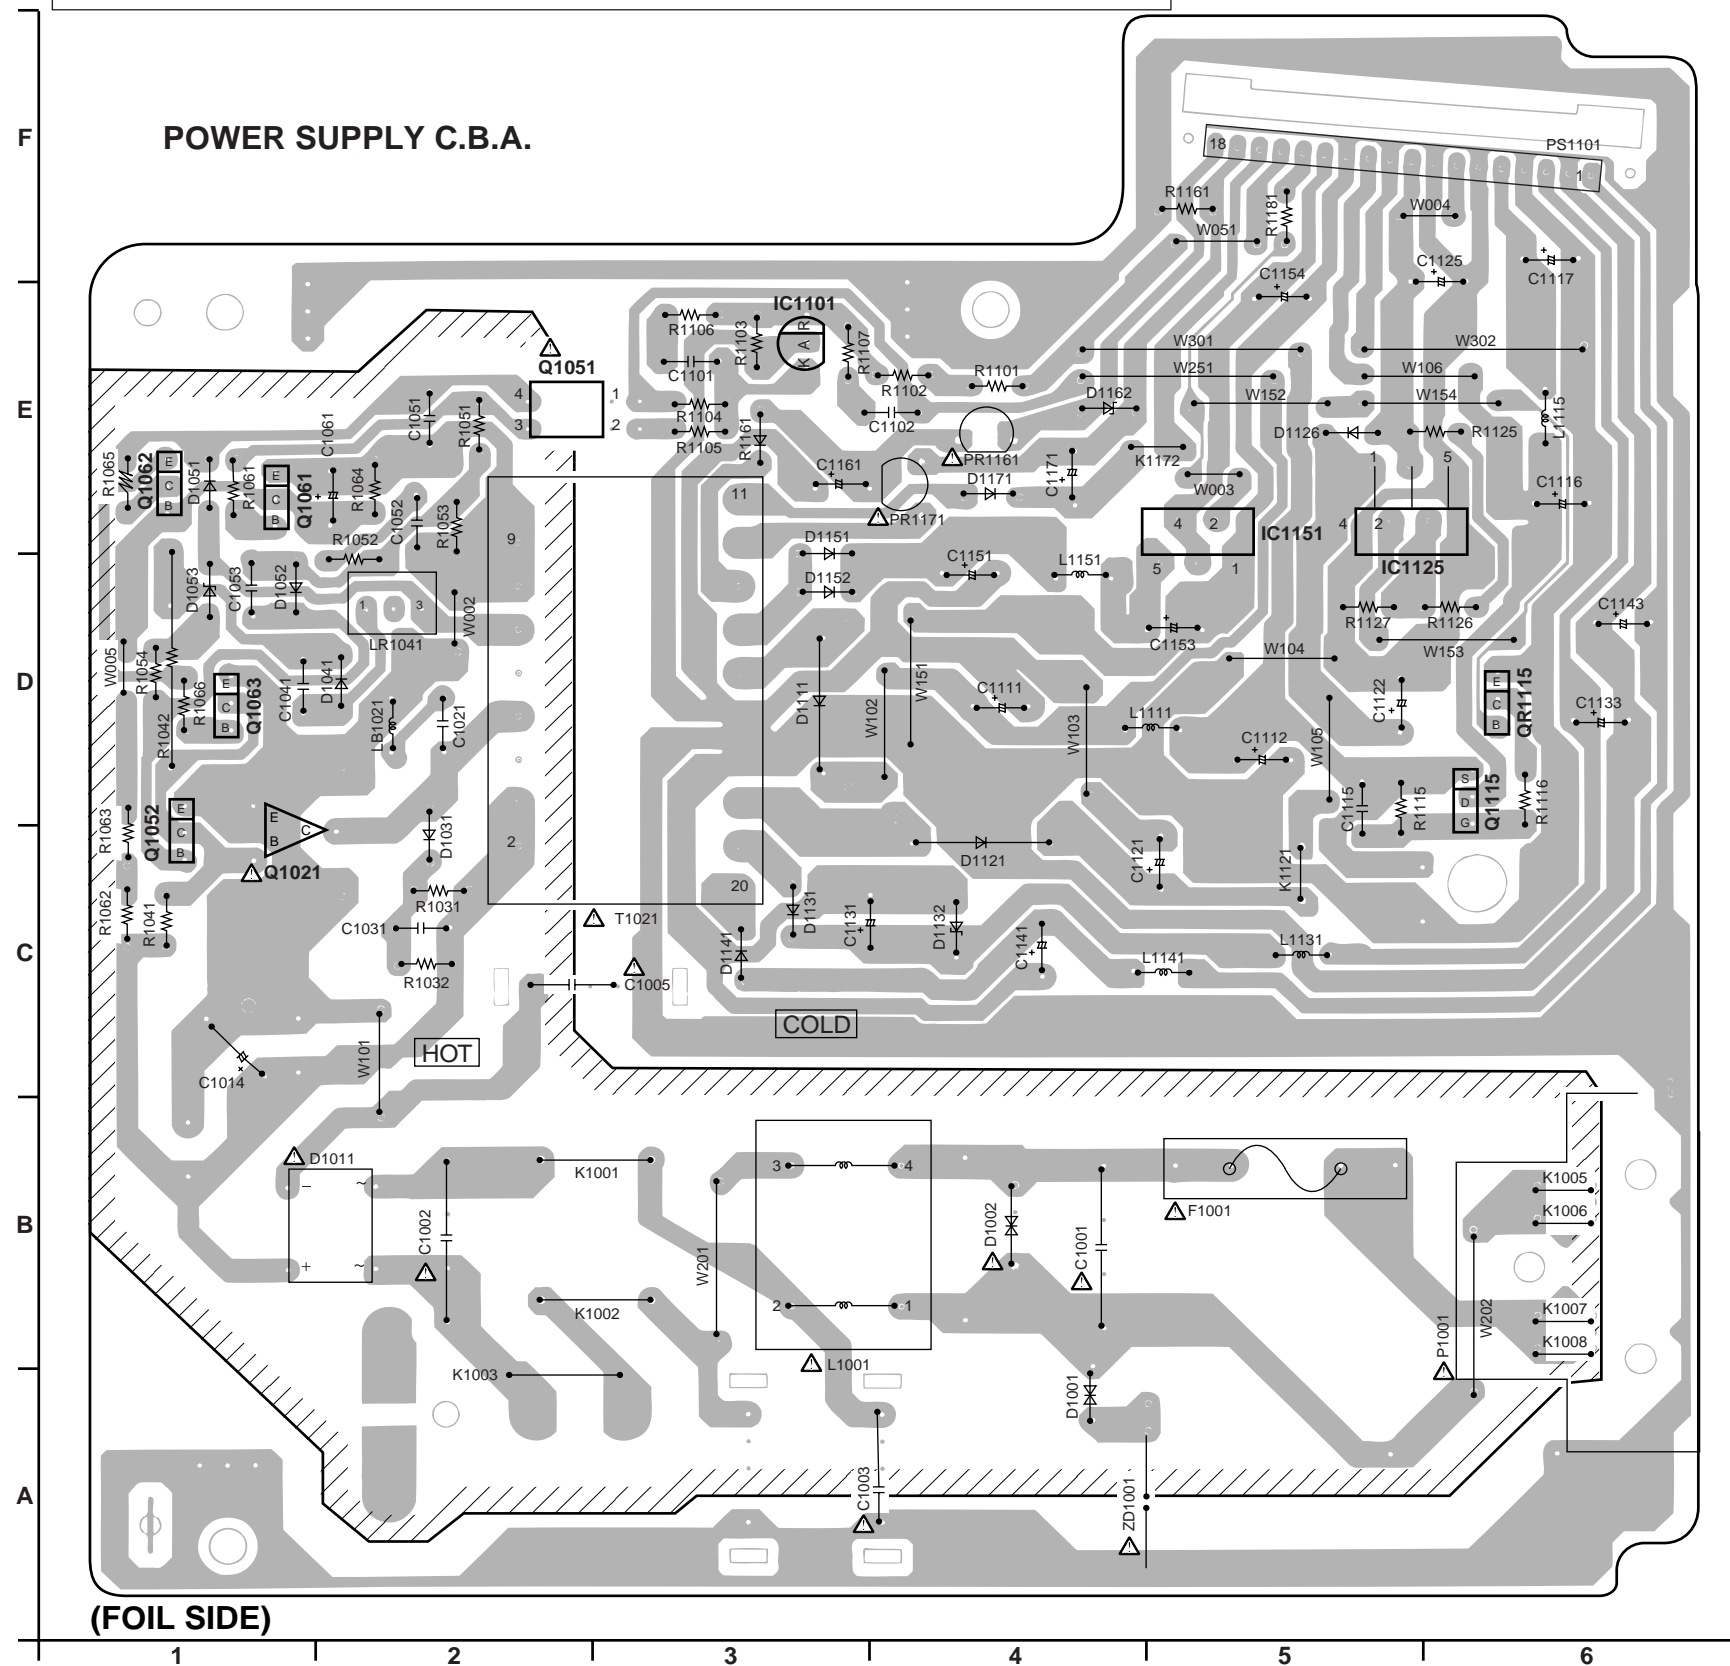 F
POWER SUPPLY C.B.A.
18
PS1101
1
R1161
R1181
W004
W051
C1154
+
C1125
+
+
C1117
IC1101
R1106
R1103
K A R
R1107
C1101
W301
W302
Q1051
R1102
R1101
W251
W106
E
4
1
3
2
C1051
R1051
R1104
R1105
R1161
C1102
D1162
W152
W154
L1115
D1126
R1125
C1061
+
R1065
Q1062
E
C
B
D1051
R1061
E
C
B
Q1061
R1064
C1161
+
PR1161
C1171
+
K1172
1
5
W003
C1116
+
D1171
11
PR1171
C1052
R1053
4
2
IC1151
4
2
9
R1052
D1151
C1151
+
L1151
5
1
IC1125
D1053
C1053
D1052
D1152
1
3
W002
LR1041
R1127
R1126
C1143
+
C1153
+
W005
R1054
W104
W153
D
R1066
E
C
B
Q1063
C1041
D1041
D1111
W102
W151
C1111
+
W103
C1122
+
E
C
B
QR1115
C1133
+
R1042
LB1021
C1021
L1111
C1112
+
W105
S
D
G
Q1115
R1116
C1115
R1115
R1063
Q1052
E
C
B
E
B
C
Q1021
D1031
2
D1121
C1121
+
K1121
R1062
R1041
R1031
20
D1131
T1021
C1031
C1131
+
D1132
C
D1141
C1141
+
L1141
L1131
R1032
C1005
COLD
HOT
W101
C1014
+
D1011
−
~
K1001
3
4
K1005
K1006
F1001
B
C1002
W201
D1002
C1001
+
~
K1002
2
1
W202
K1007
K1008
P1001
L1001
K1003
D1001
A
C1003
ZD1001
(FOIL SIDE)
1
2
3
4
5
6